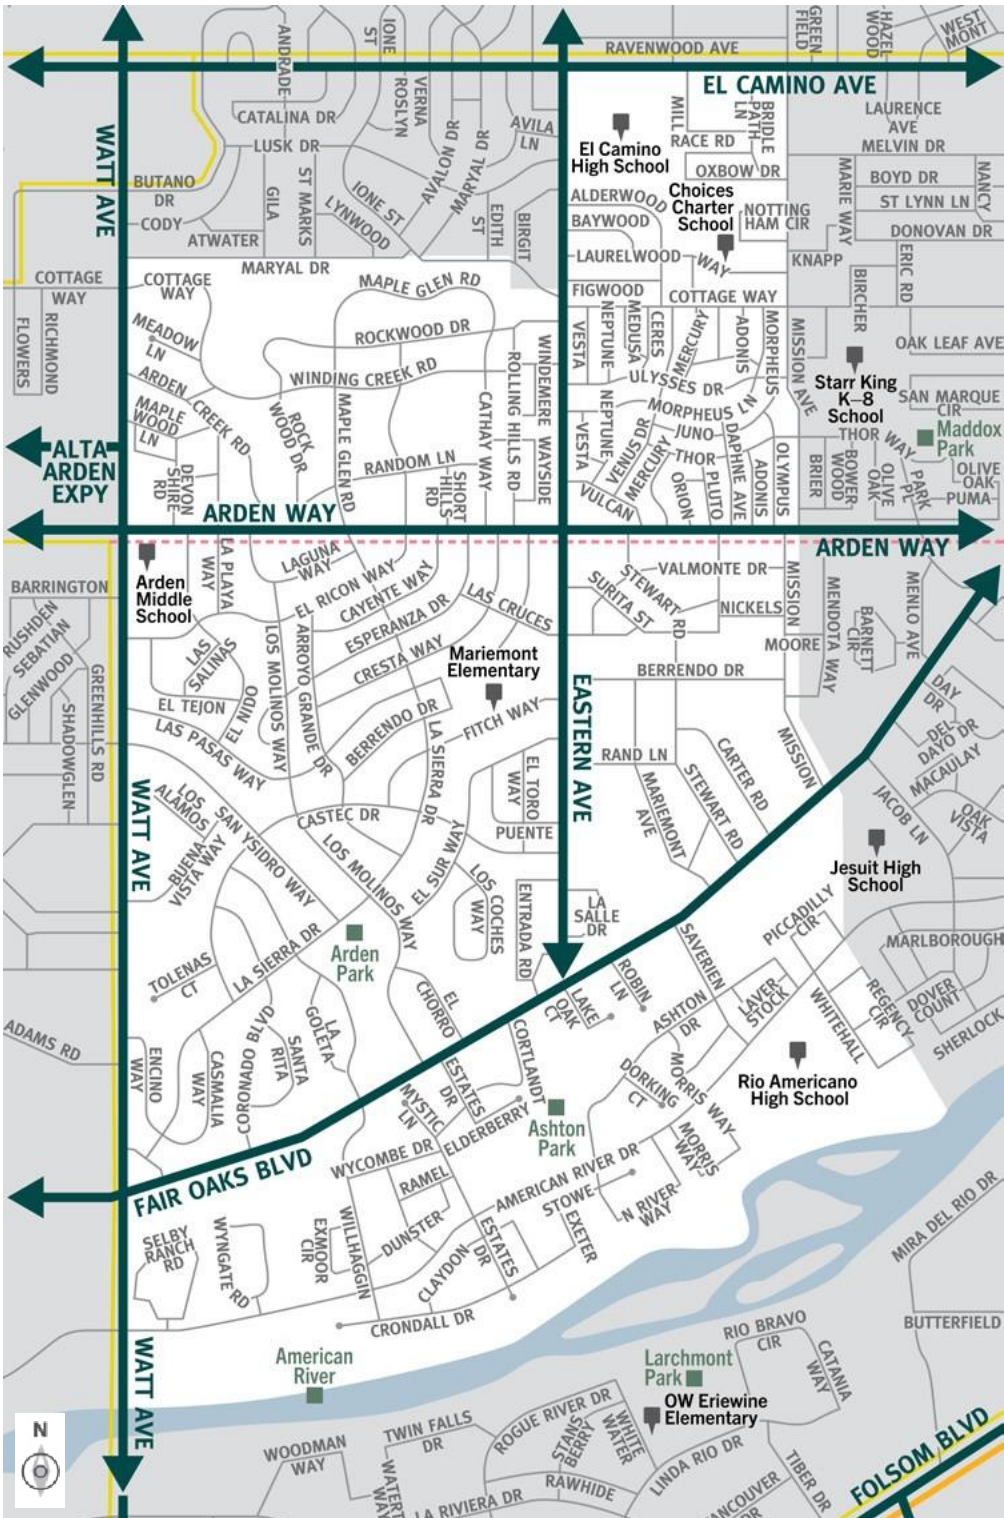 ANDRADE
IONE
ST
RAVENWOOD AVE
GREEN
FIELD
HAZEL
WOOD
WEST
MONT
EL CAMINO AVE
WATT AVE
CATALINA DR
ROSLYN
VERNA
AVALON DR
MARYAL DR
AVILA
LN
LUSK DR
BUTANO
DR
CODY
ATWATER
GILA
ST MARKS
IONE ST
LYNWOOD
EDITH
ST
BIRGIT
MARYAL DR
El Camino
High School
MILL
RACE RD
BRIDLE
PATH
LN
OXBOW DR
LAURENCE
AVE
MELVIN DR
MARIE WAY
BOYD DR
NANCY
ST LYNN LN
DONOVAN DR
ALDERWOOD
BAYWOOD
Choices
Charter
School
NOTTING
HAM CIR
LAURELWOOD
WAY
KNAPP
BIRCHER
ERIC RD
FIGWOOD
COTTAGE WAY
COTTAGE
WAY
COTTAGE
WAY
FLOWERS
RICHMOND
MAPLE GLEN RD
MEADOW
LN
ROCKWOOD DR
WINDING CREEK RD
ARDEN
CREEK RD
MAPLE
WOOD
LN
ROCK
WOOD DR
MAPLE GLEN RD
CATHAY WAY
ROLLING HILLS RD
WINDEMERE
WAYSIDE
RANDOM LN
SHORT
HILLS
RD
DEVON
SHIRE
RD
VESTA
NEPTUNE
MEDUSA
CERES
MERCURY
ADONIS
MORPHEUS
MISSION AVE
ULYSSES DR
MORPHEUS LN
JUNO
THOR
NEPTUNE
VESTA
VENUS DR
MERCURY
VULCAN
ORION
PLUTO
DAPHNE AVE
ADONIS
OLYMPUS
OAK LEAF AVE
Starr King
K–8
School
SAN MARQUE
CIR
THOR
WAY
Maddox
Park
BRIER
BOWER
WOOD
OLIVE
OAK
PARK
PT
OLIVE
OAK
PUMA
ALTA
ARDEN
EXPY
ARDEN WAY
ARDEN WAY
Arden
Middle
School
LA PLAYA
WAY
LAGUNA
WAY
EL RICON WAY
CAYENTE WAY
ESPERANZA DR
CRESTA WAY
LAS CRUCES
BARRINGTON
RUSHDEN
SEBATIAN
GLENWOOD
SHADOWGLEN
GREENHILLS RD
LAS
SALINAS
EL TEJON
EL NIDO
LOS MOLINOS WAY
ARROYO GRANDE DR
BERRENDO DR
LA SIERRA DR
Mariemont
Elementary
FITCH WAY
LAS PASAS WAY
STEWART
RD
SURITA ST
VALMONTE DR
NICKELS
MISSION
MOORE
MENDOTA WAY
BARNETT
CIR
MENLO AVE
BERRENDO DR
DAY
DR
DEL
DAYO DR
MACAULAY
OAK
VISTA
JACOB LN
EASTERN AVE
RAND LN
MARIEMONT
AVE
STEWART RD
CARTER RD
MISSION
WATT AVE
LOS
ALAMOS
BUENA
VISTA WAY
SAN YSIDRO WAY
CASTEC DR
LOS MOLINOS WAY
EL SUR WAY
EL TORO
WAY
PUENTE
LOS
COCHES
WAY
ENTRADA RD
LA
SALLE
DR
Jesuit High
School
PICCADILLY
CIR
MARLBOROUGH
Arden
Park
TOLENAS
CT
LA SIERRA DR
EL
CHORRO
ROBIN
LN
LAKE
OAK
CT
SAVERIEN
ASHTON
DR
LAVER
STOCK
WHITEHALL
REGENCY
CIR
DOVER
COUNT
SHERLOCK
ADAMS RD
ENCINO
WAY
CASMALIA
WAY
CORONADO BLVD
SANTA
RITA
LA
GOLETA
CORTLANDT
ESTATES
DR
MYSTIC
LN
ELDERBERRY
Ashton
Park
DORKING
CT
MORRIS WAY
MORRIS
WAY
Rio Americano
High School
FAIR OAKS BLVD
WYCOMBE DR
RAMEL
AMERICAN RIVER DR
STOWE
EXETER
N RIVER
WAY
SELBY
RANCH
RD
WYNGATE RD
EXMOOR
CIR
WILLHAGGIN
DUNSTER
CLAYDON
ESTATES
DR
CRONDALL DR
MIRA DEL RIO DR
BUTTERFIELD
WATT AVE
American
River
Larchmont
Park
RIO BRAVO
CIR
CATANIA
WAY
OW Eriewine
Elementary
N
WOODMAN
WAY
TWIN FALLS
DR
WATERT
WAY
ROGUE RIVER DR
STANS
BERRY
WHITE
WATER
RAWHIDE
LA RIVIERA DR
LINDA RIO DR
VANCOUVER
DR
TIBER DR
FOLSOM BLVD